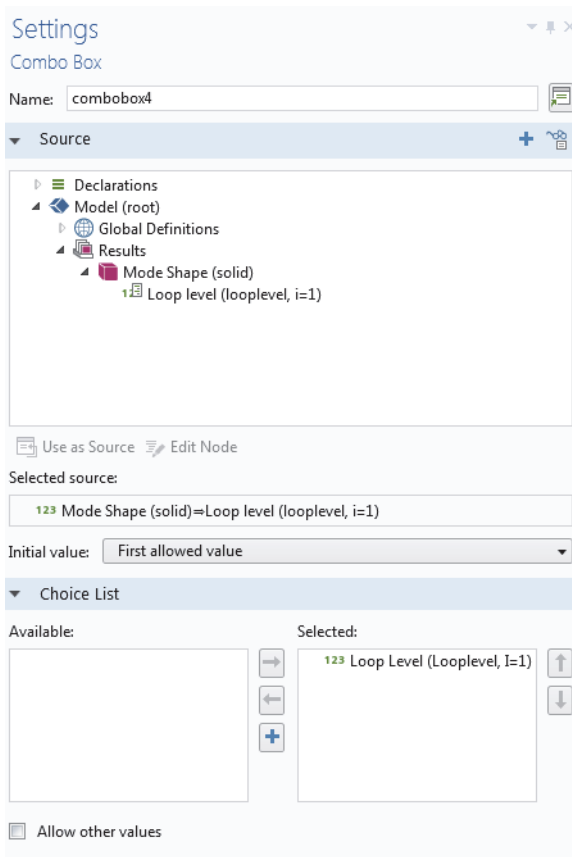 Settings
Combo Box
Name: combobox4
Source
Declarations
Model (root)
Global Definitions
Results
Mode Shape (solid)
Loop level (looplevel, i=1)
Use as Source Edit Node
Selected source:
123 Mode Shape (solid)⇒Loop level (looplevel, i=1)
Initial value: First allowed value
Choice List
Available: Selected:
123 Loop Level (Looplevel, I=1)
Allow other values